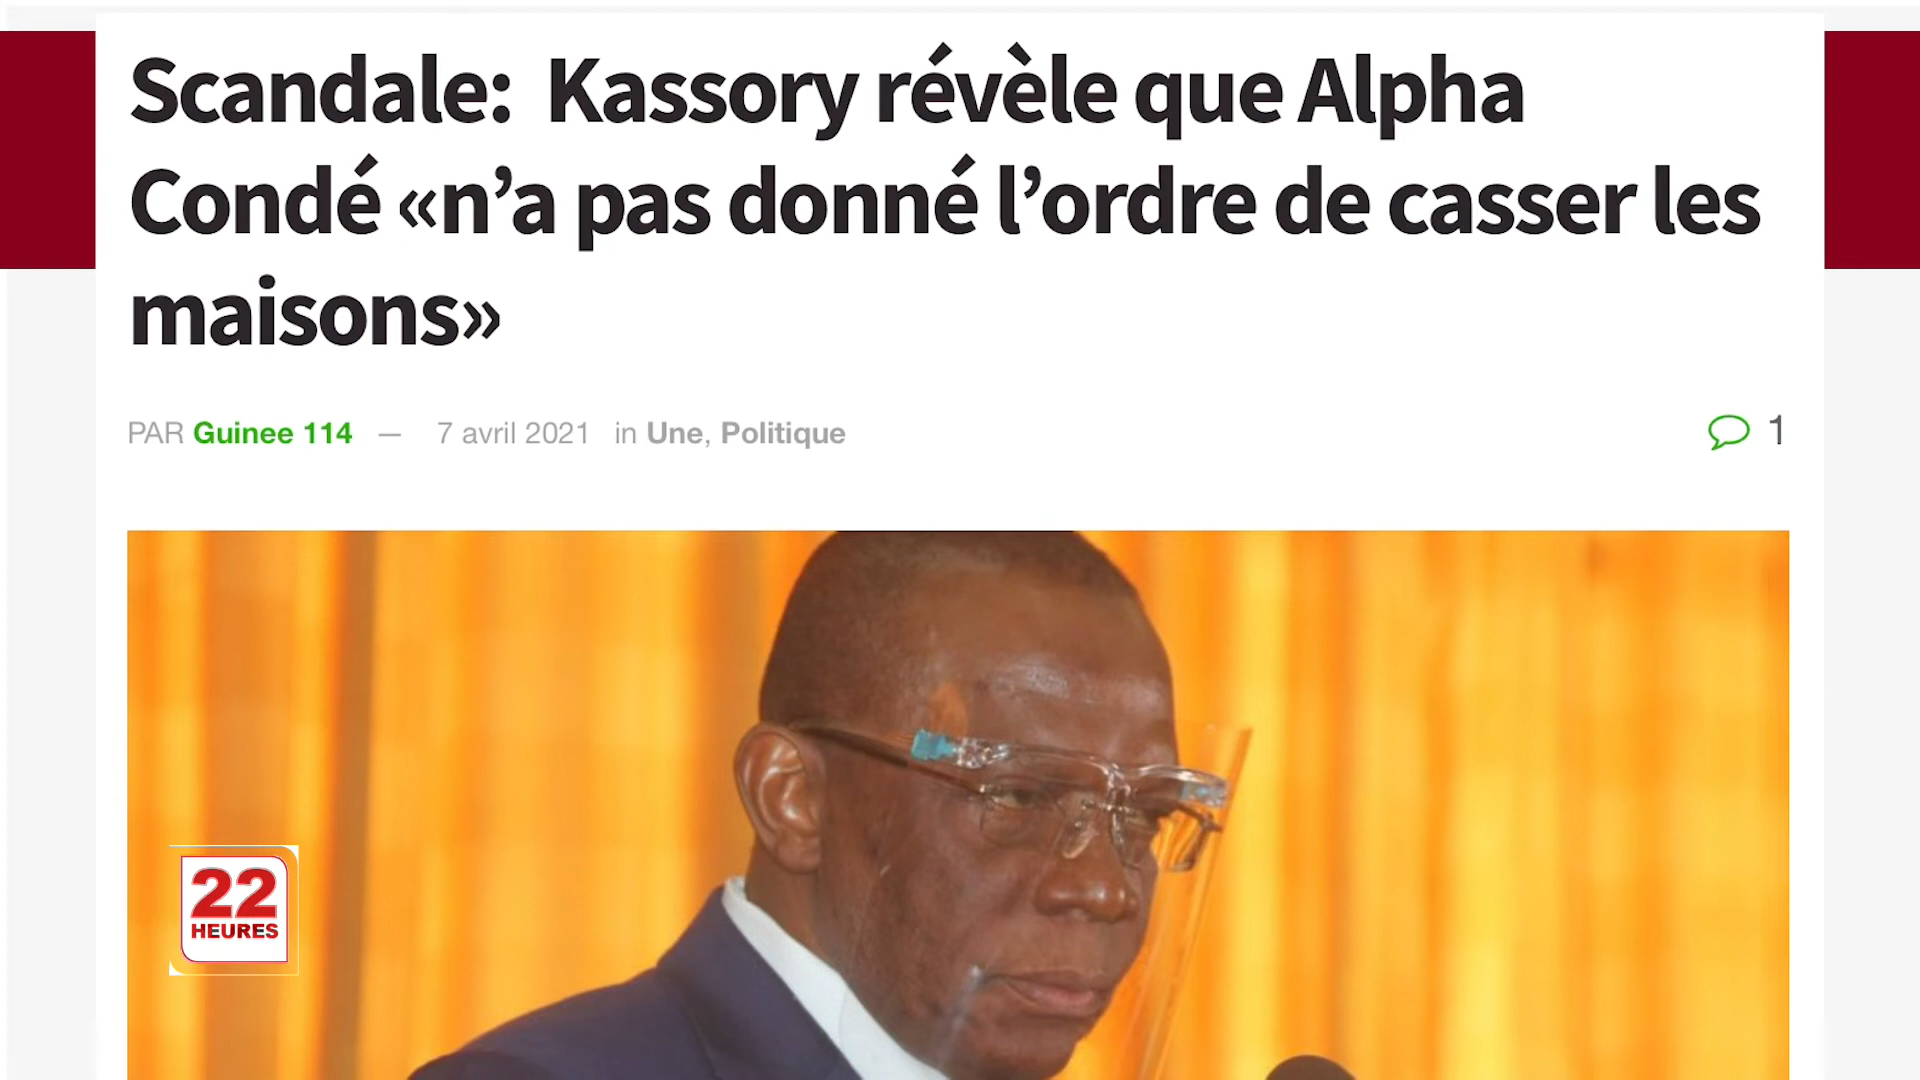 Scandale:  Kassory révèle que Alpha
Condé «n’a pas donné l’ordre de casser les
maisons»
PAR Guinee 114 — 7 avril 2021 in Une, Politique
1
22
HEURES